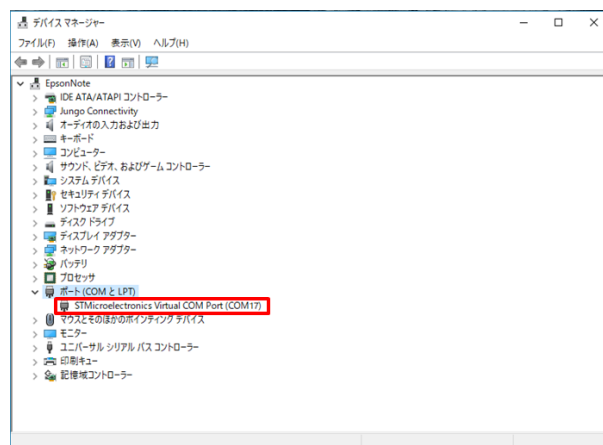 デバイス マネージャー
ファイル(F) 操作(A) 表示(V) ヘルプ(H)
EpsonNote
IDE ATA/ATAPI コントローラー
Jungo Connectivity
オーディオの入力および出力
キーボード
コンピューター
サウンド、ビデオ、およびゲーム コントローラー
システム デバイス
セキュリティ デバイス
ソフトウェア デバイス
ディスク ドライブ
ディスプレイ アダプター
ネットワーク アダプター
バッテリ
プロセッサ
ポート (COM と LPT)
STMicroelectronics Virtual COM Port (COM17)
マウスとそのほかのポインティング デバイス
モニター
ユニバーサル シリアル バス コントローラー
印刷キュー
記憶域コントローラー